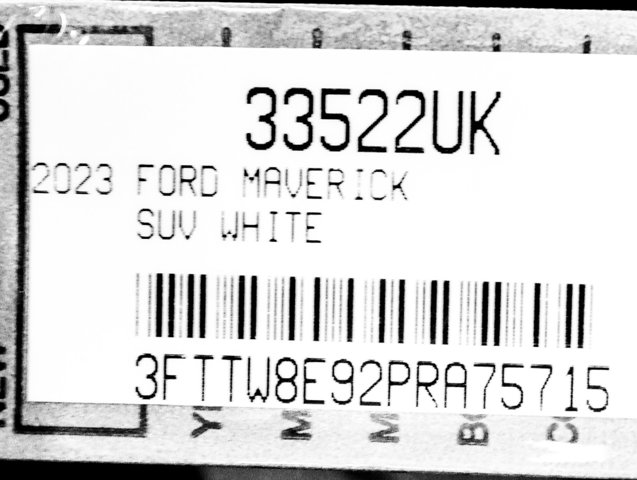 33522UK
2023 FORD MAVERICK
SUV WHITE
3FTTW8E92PRA75715